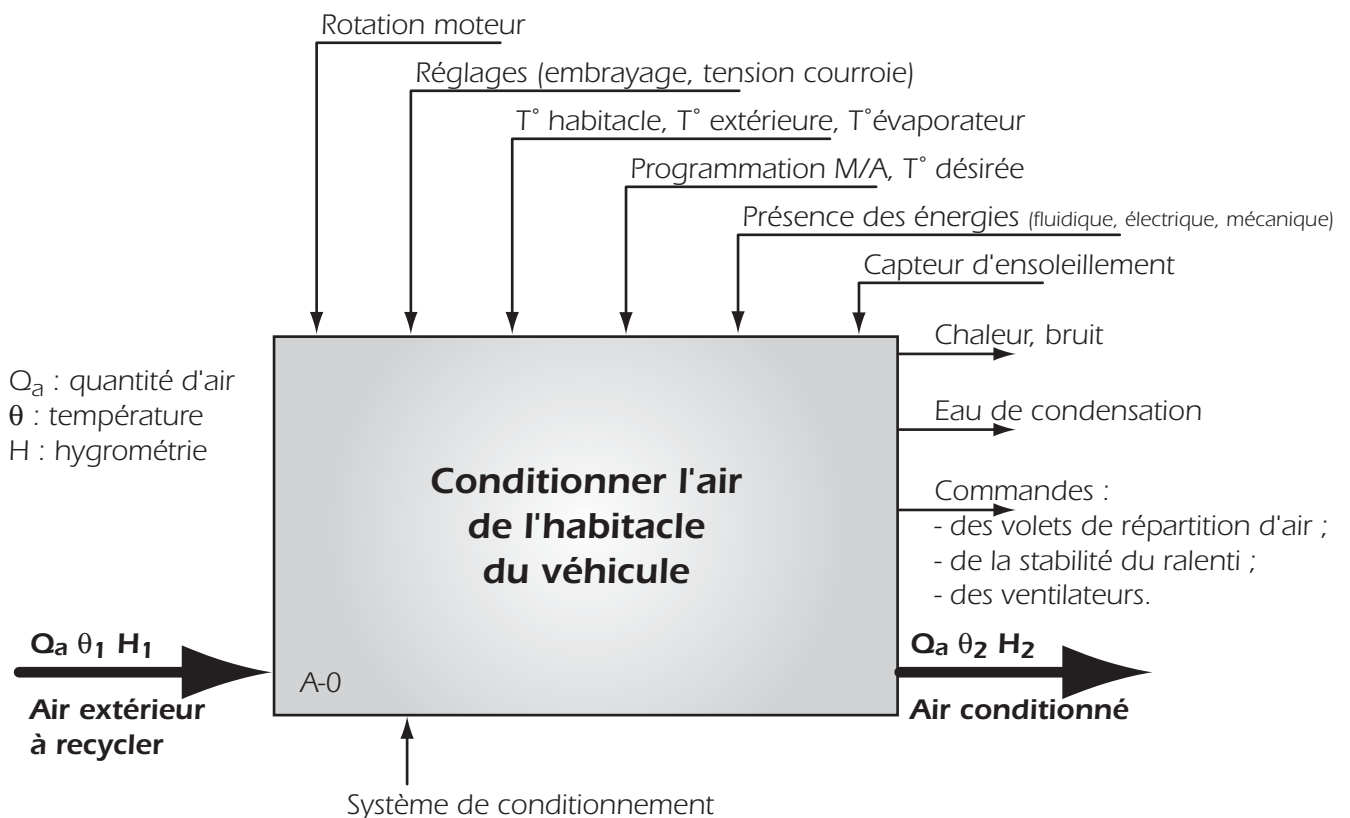 Rotation moteur
Réglages (embrayage, tension courroie)
T° habitacle, T° extérieure, T°évaporateur
Programmation M/A, T° désirée
Présence des énergies (fluidique, électrique, mécanique)
Capteur d'ensoleillement
Chaleur, bruit
Qa : quantité d'air
θ : température
H : hygrométrie
Eau de condensation
Conditionner l'air
de l'habitacle
du véhicule
Commandes :
- des volets de répartition d'air ;
- de la stabilité du ralenti ;
- des ventilateurs.
Qa θ1 H1
Qa θ2 H2
A-0
Air extérieur
à recycler
Air conditionné
Système de conditionnement